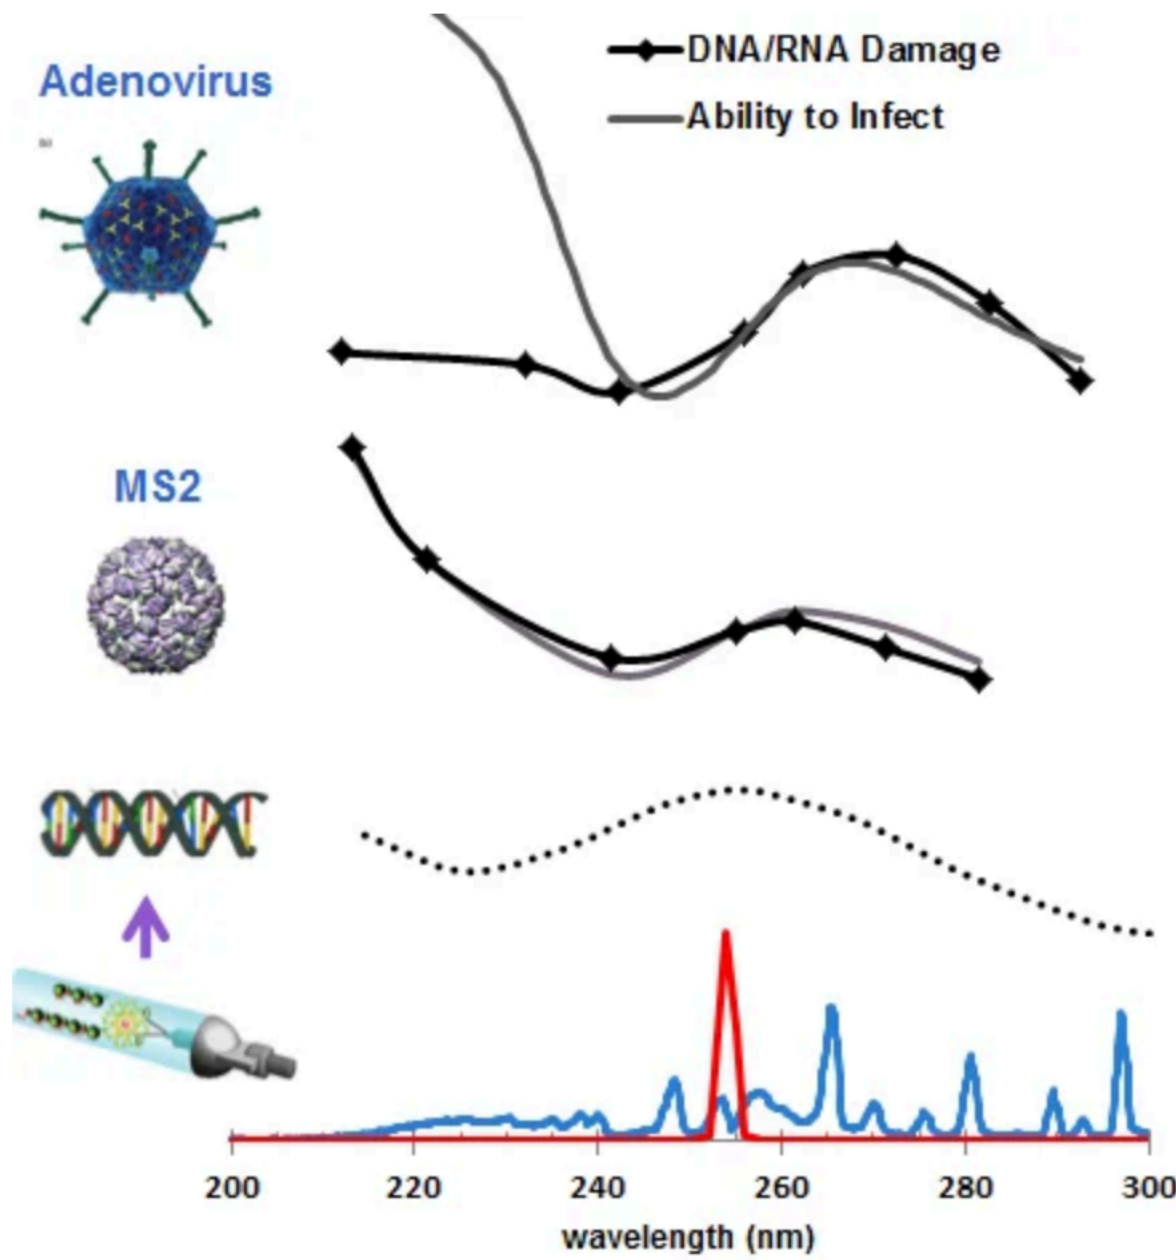 Adenovirus
DNA/RNA Damage
Ability to Infect
MS2
200 220 240 260 280 300
wavelength (nm)